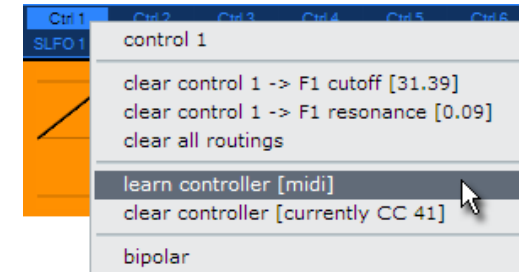 Ctrl 1 Ctrl 2 Ctrl 3 Ctrl 4 Ctrl 5 Ctrl 6
SLFO 1
control 1
clear control 1 -> F1 cutoff [31.39]
clear control 1 -> F1 resonance [0.09]
clear all routings
learn controller [midi]
clear controller [currently CC 41]
bipolar